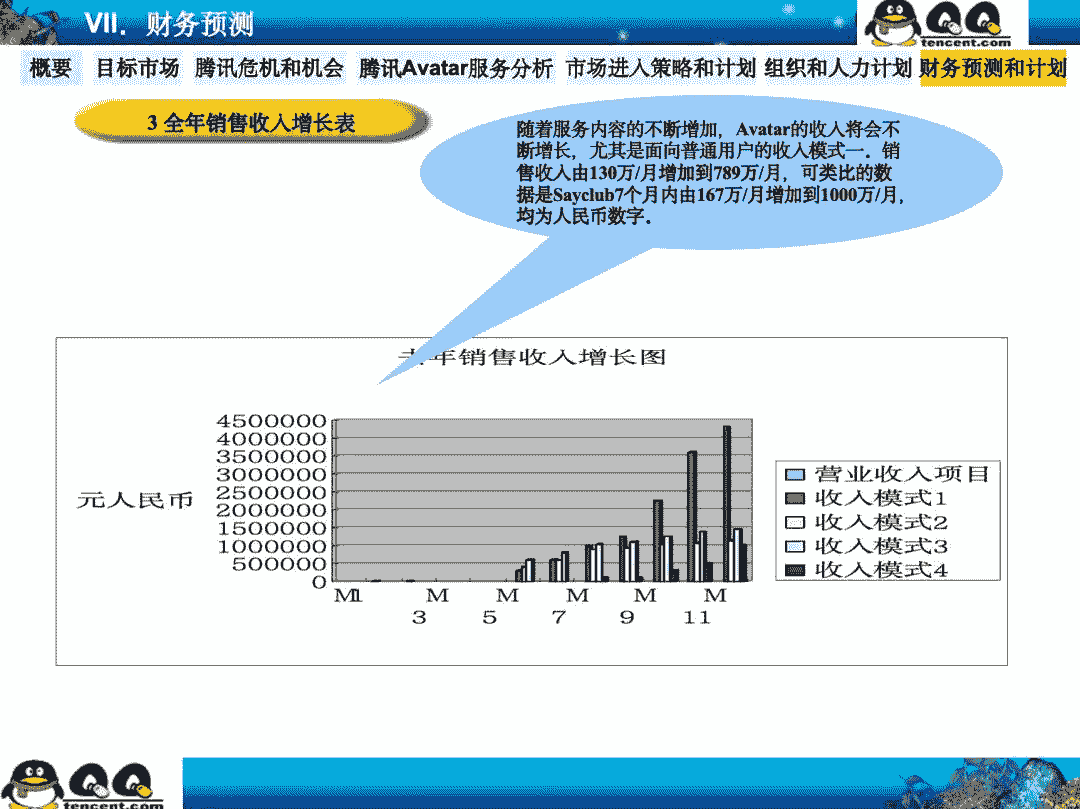 VII．财务预测
tencent.com
概要 目标市场 腾讯危机和机会 腾讯Avatar服务分析 市场进入策略和计划 组织和人力计划 财务预测和计划
3 全年销售收入增长表
随着服务内容的不断增加，Avatar的收入将会不
断增长，尤其是面向普通用户的收入模式一．销
售收入由130万/月增加到789万/月，可类比的数
据是Sayclub7个月内由167万/月增加到1000万/月，
均为人民币数字．
年销售收入增长图
4500000
4000000
3500000
3000000
2500000
2000000
1500000
1000000
500000
0
元人民币
M1 M M M M M
3 5 7 9 11
营业收入项目
收入模式1
收入模式2
收入模式3
收入模式4
tencent.com